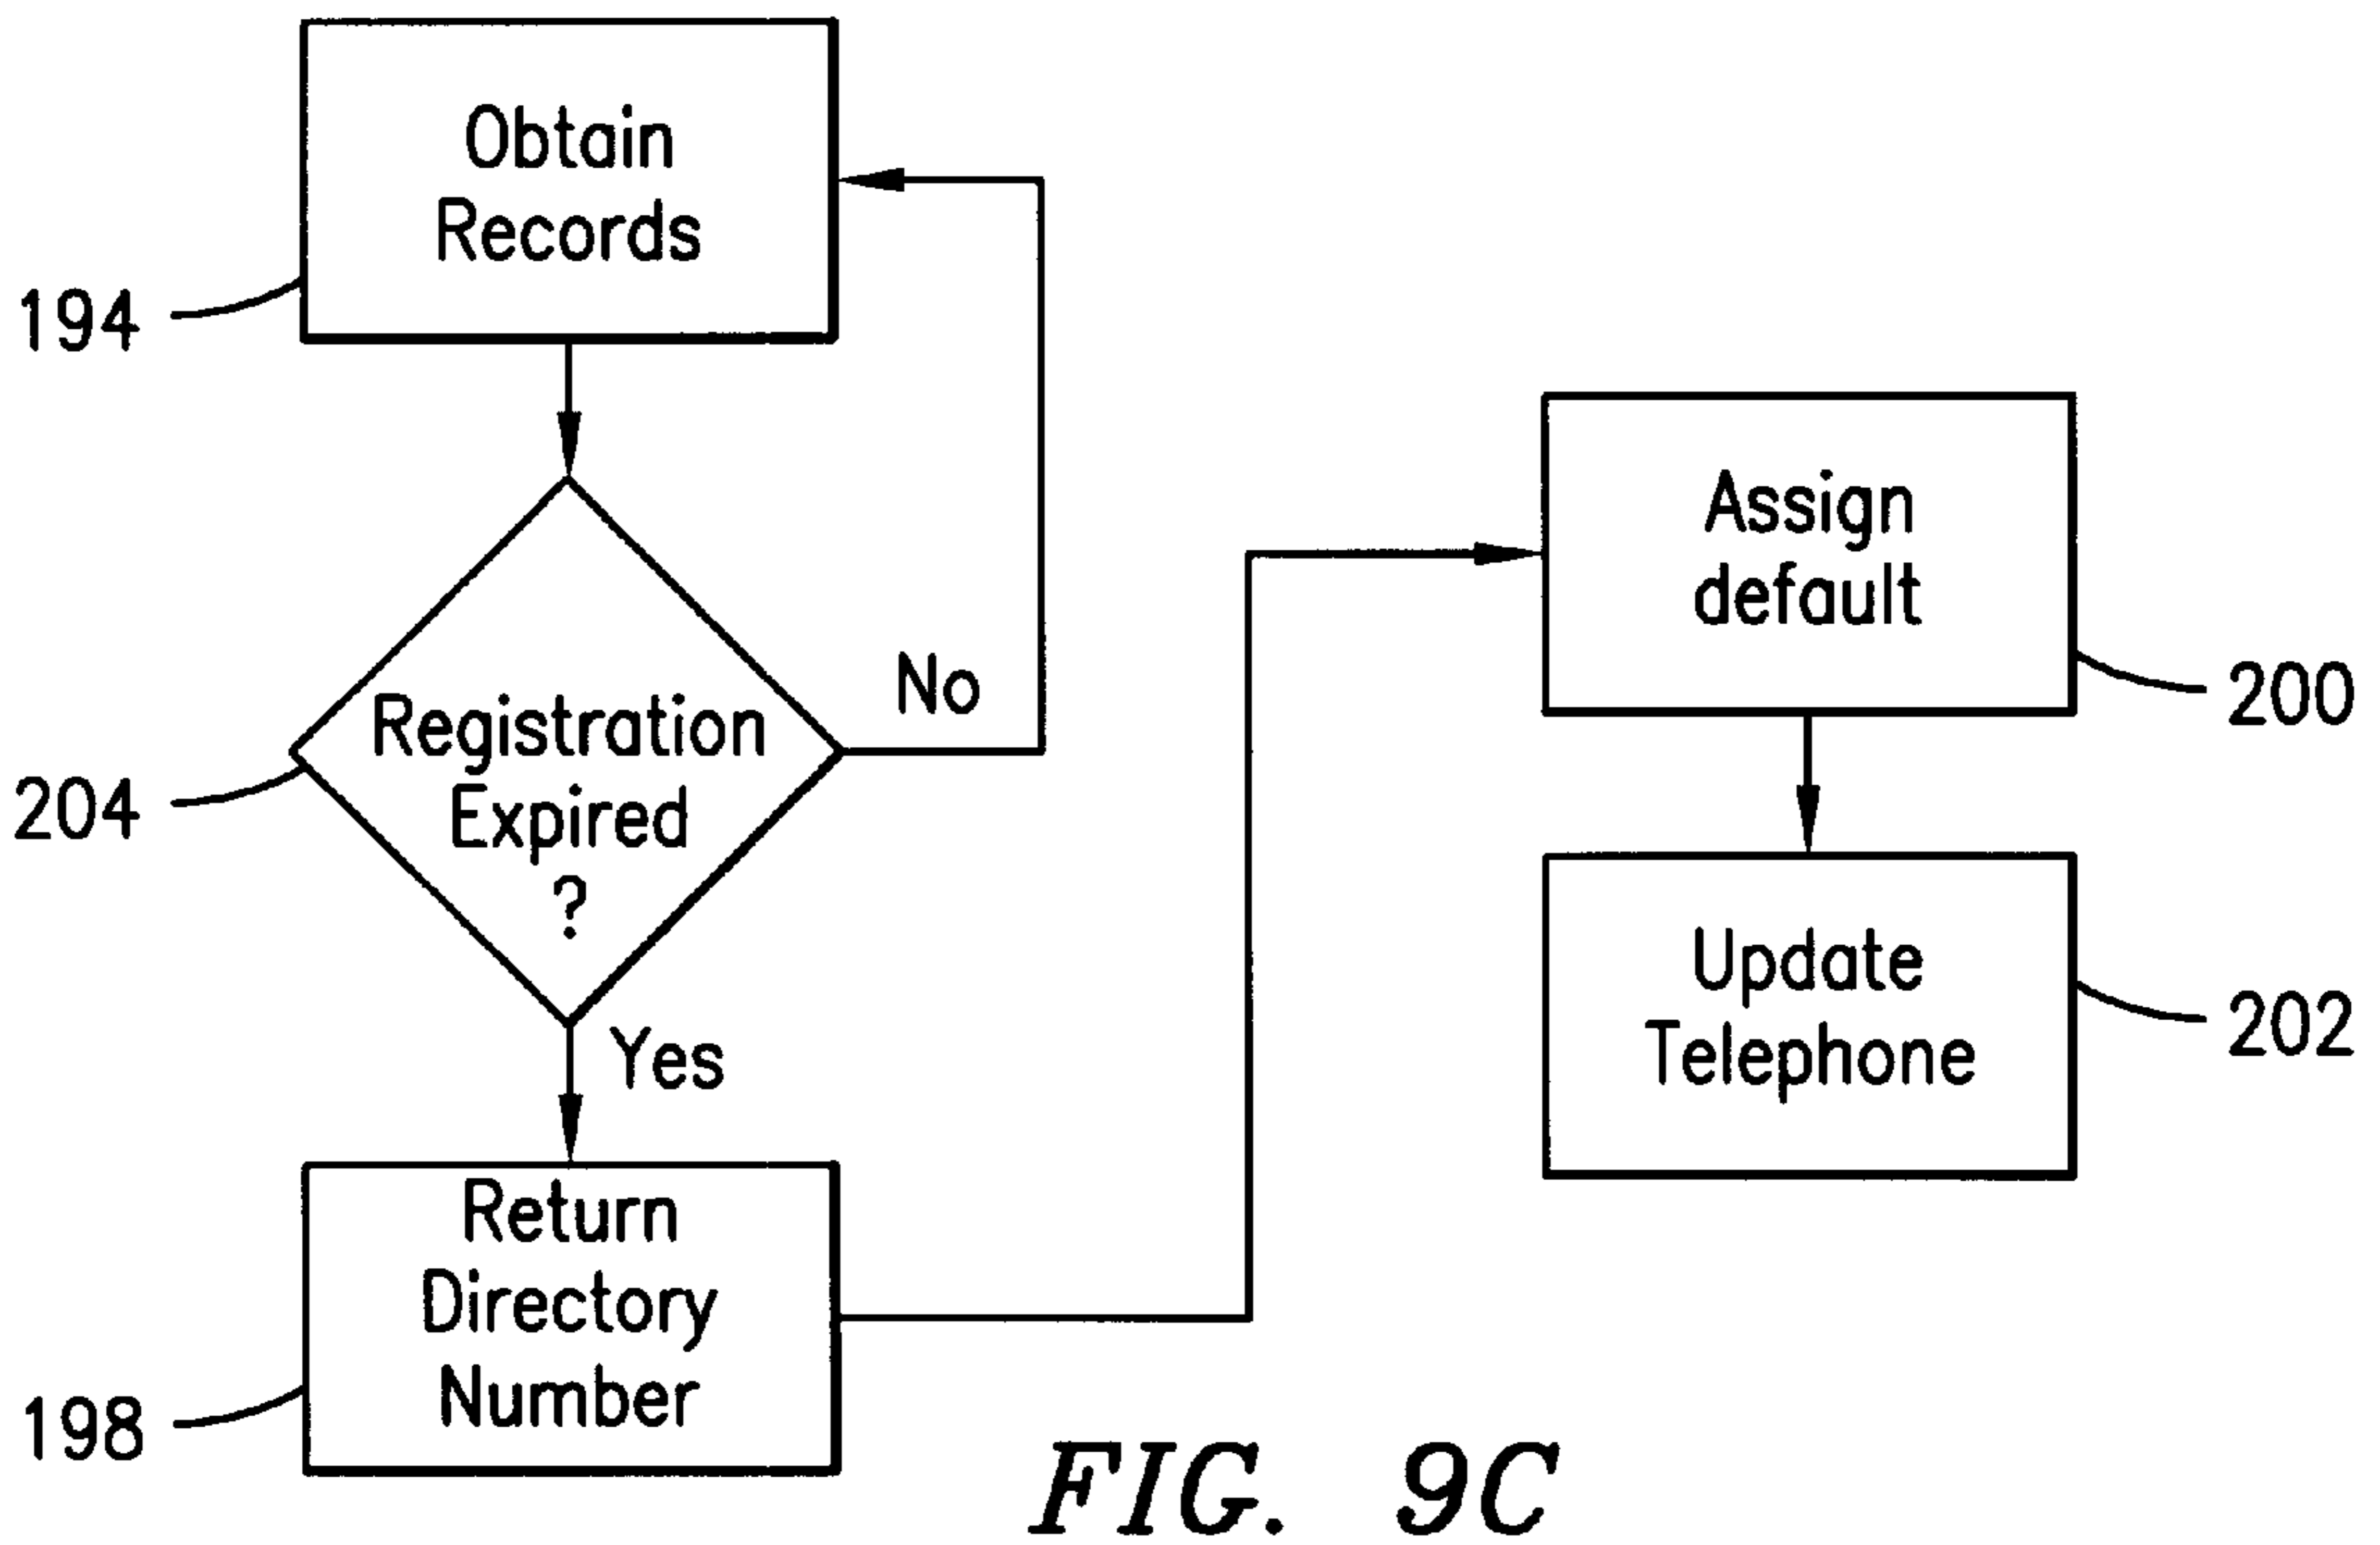 Obtain
Records
194
Registration
Expired
?
No
204
Yes
Return
Directory
Number
198
Assign
default
200
Update
Telephone
202
FIG. 9C